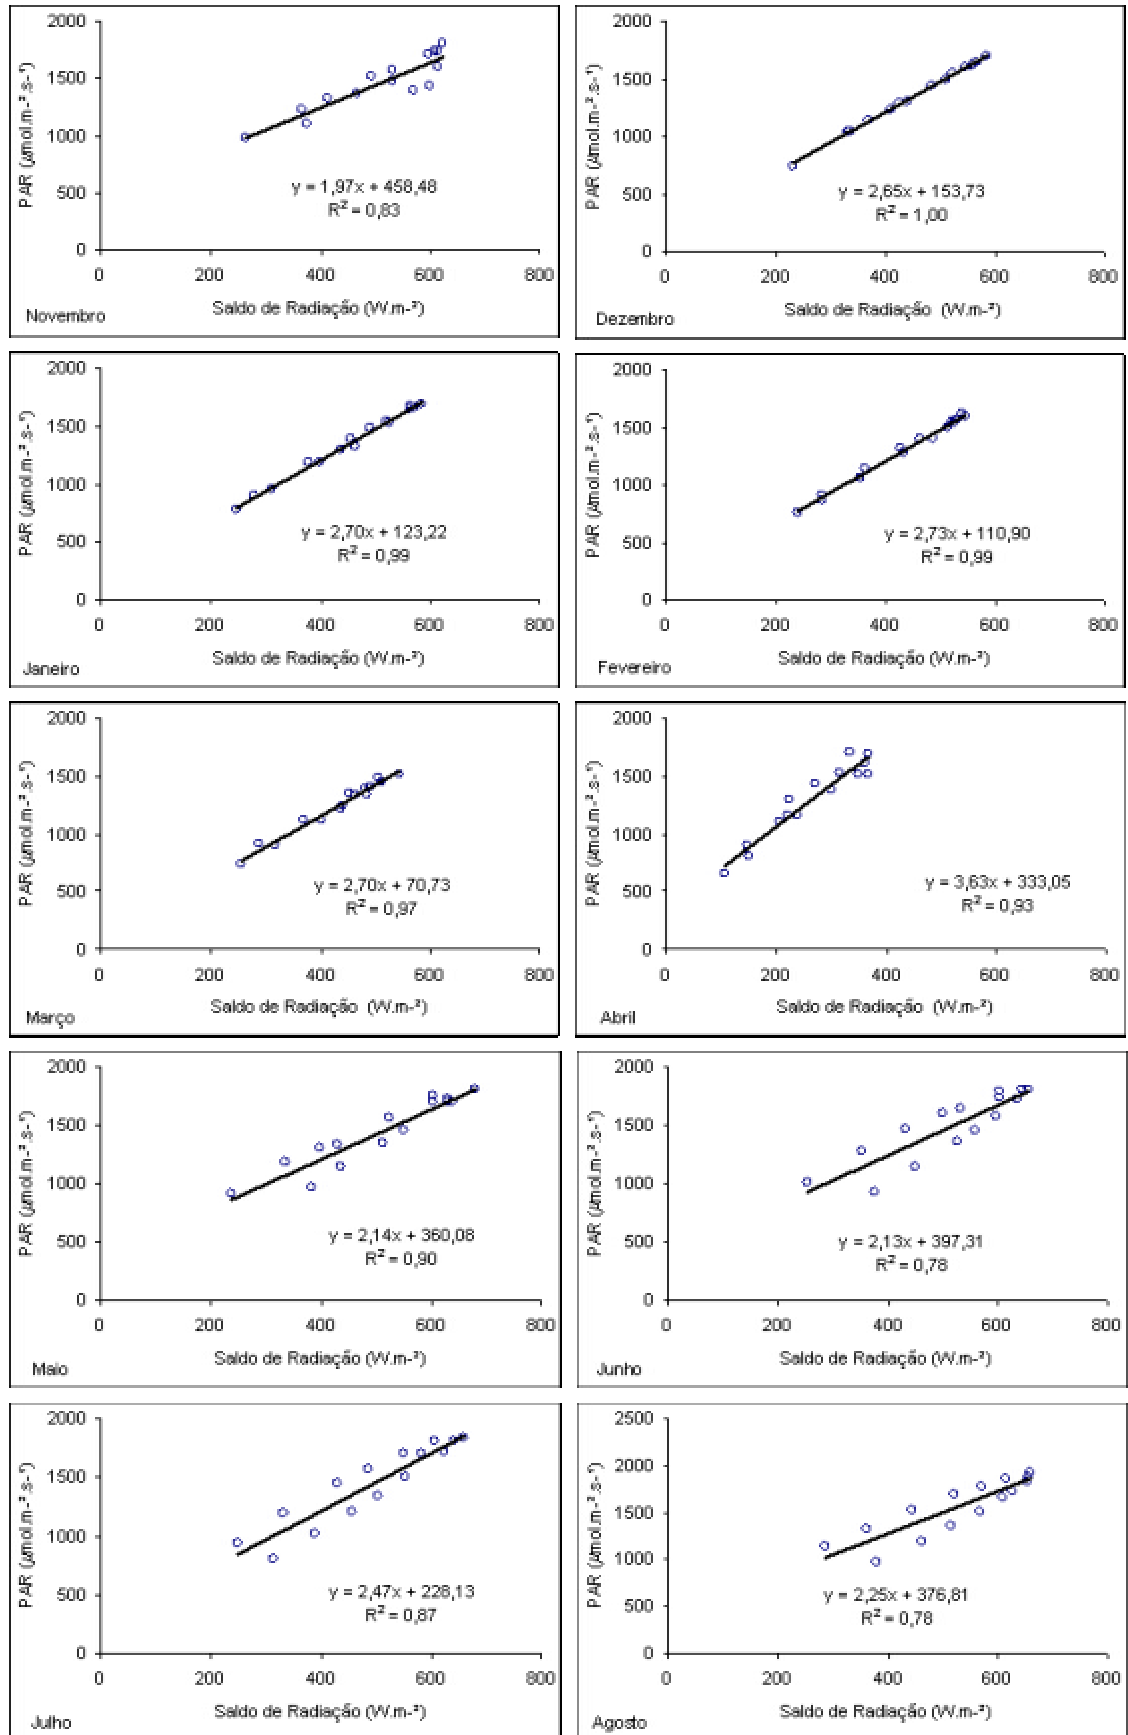 2000
1500
1000
500
0
PAR (µmol.m-².s-¹)
y = 1,97x + 458,48
R² = 0,83
0 200 400 600 800
Saldo de Radiação (W.m-²)
Novembro
2000
1500
1000
500
0
PAR (µmol.m-².s-¹)
y = 2,65x + 153,73
R² = 1,00
0 200 400 600 800
Saldo de Radiação (W.m-²)
Dezembro
2000
1500
1000
500
0
PAR (µmol.m-².s-¹)
y = 2,70x + 123,22
R² = 0,99
0 200 400 600 800
Saldo de Radiação (W.m-²)
Janeiro
2000
1500
1000
500
0
PAR (µmol.m-².s-¹)
y = 2,73x + 110,90
R² = 0,99
0 200 400 600 800
Saldo de Radiação (W.m-²)
Fevereiro
2000
1500
1000
500
0
PAR (µmol.m-².s-¹)
y = 2,70x + 70,73
R² = 0,97
0 200 400 600 800
Saldo de Radiação (W.m-²)
Março
2000
1500
1000
500
0
PAR (µmol.m-².s-¹)
y = 3,63x + 333,05
R² = 0,93
0 200 400 600 800
Saldo de Radiação (W.m-²)
Abril
2000
1500
1000
500
0
PAR (µmol.m-².s-¹)
y = 2,14x + 360,08
R² = 0,90
0 200 400 600 800
Saldo de Radiação (W.m-²)
Maio
2000
1500
1000
500
0
PAR (µmol.m-².s-¹)
y = 2,13x + 397,31
R² = 0,78
0 200 400 600 800
Saldo de Radiação (W.m-²)
Junho
2000
1500
1000
500
0
PAR (µmol.m-².s-¹)
y = 2,47x + 228,13
R² = 0,87
0 200 400 600 800
Saldo de Radiação (W.m-²)
Julho
2500
2000
1500
1000
500
0
PAR (µmol.m-².s-¹)
y = 2,25x + 376,81
R² = 0,78
0 200 400 600 800
Saldo de Radiação (W.m-²)
Agosto